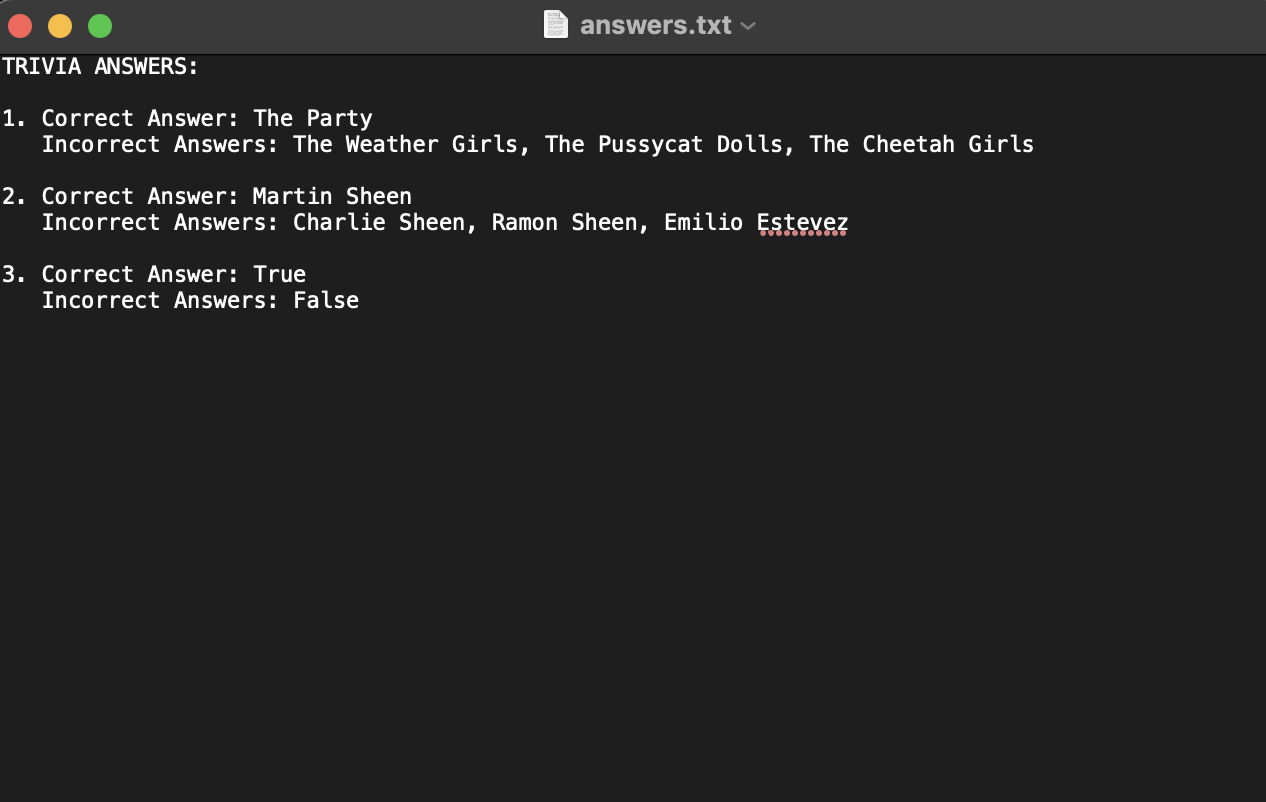 answers.txt
TRIVIA ANSWERS:
1. Correct Answer: The Party
Incorrect Answers: The Weather Girls, The Pussycat Dolls, The Cheetah Girls
2. Correct Answer: Martin Sheen
Incorrect Answers: Charlie Sheen, Ramon Sheen, Emilio Estevez
3. Correct Answer: True
Incorrect Answers: False